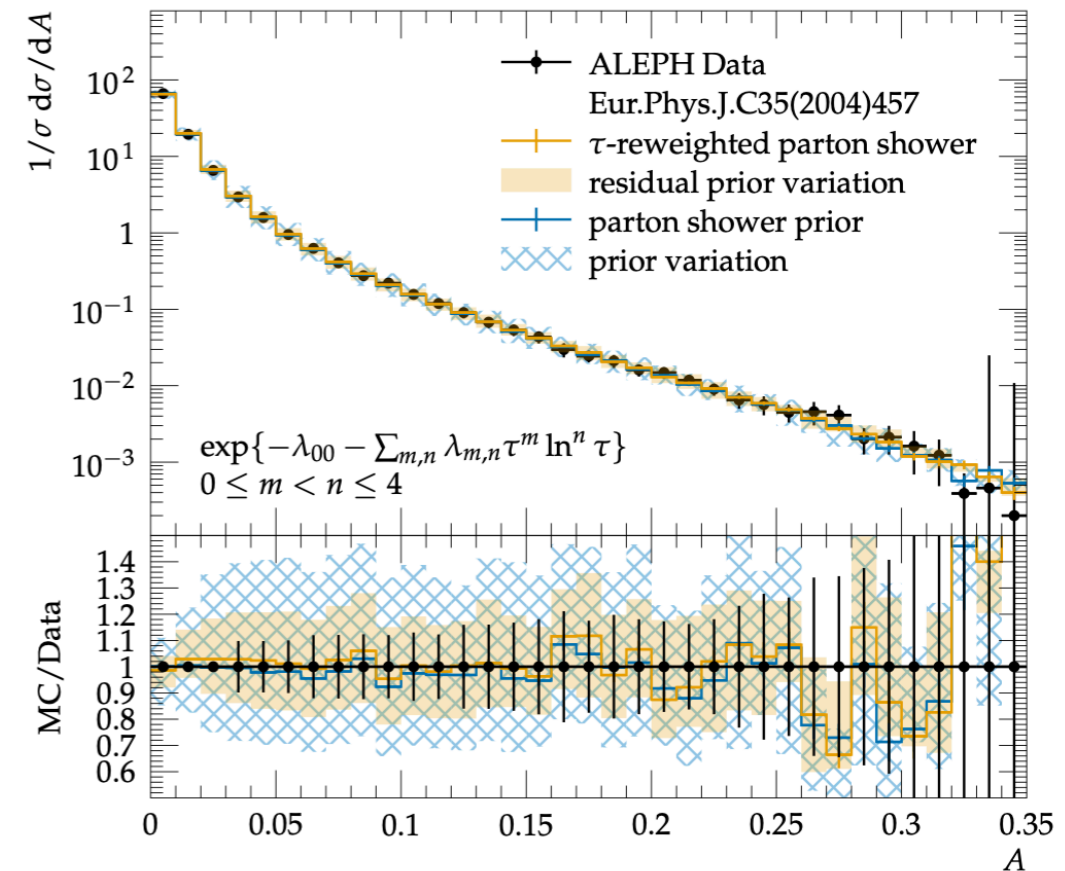 1/σ dσ/dA
10²
10¹
1
10⁻¹
10⁻²
10⁻³
ALEPH Data
Eur.Phys.J.C35(2004)457
τ-reweighted parton shower
residual prior variation
parton shower prior
prior variation
exp{−λ₀₀ − ∑ₘ,ₙ λₘ,ₙτᵐ lnⁿ τ}
0 ≤ m < n ≤ 4
MC/Data
1.4
1.3
1.2
1.1
1
0.9
0.8
0.7
0.6
0 0.05 0.1 0.15 0.2 0.25 0.3 0.35
A